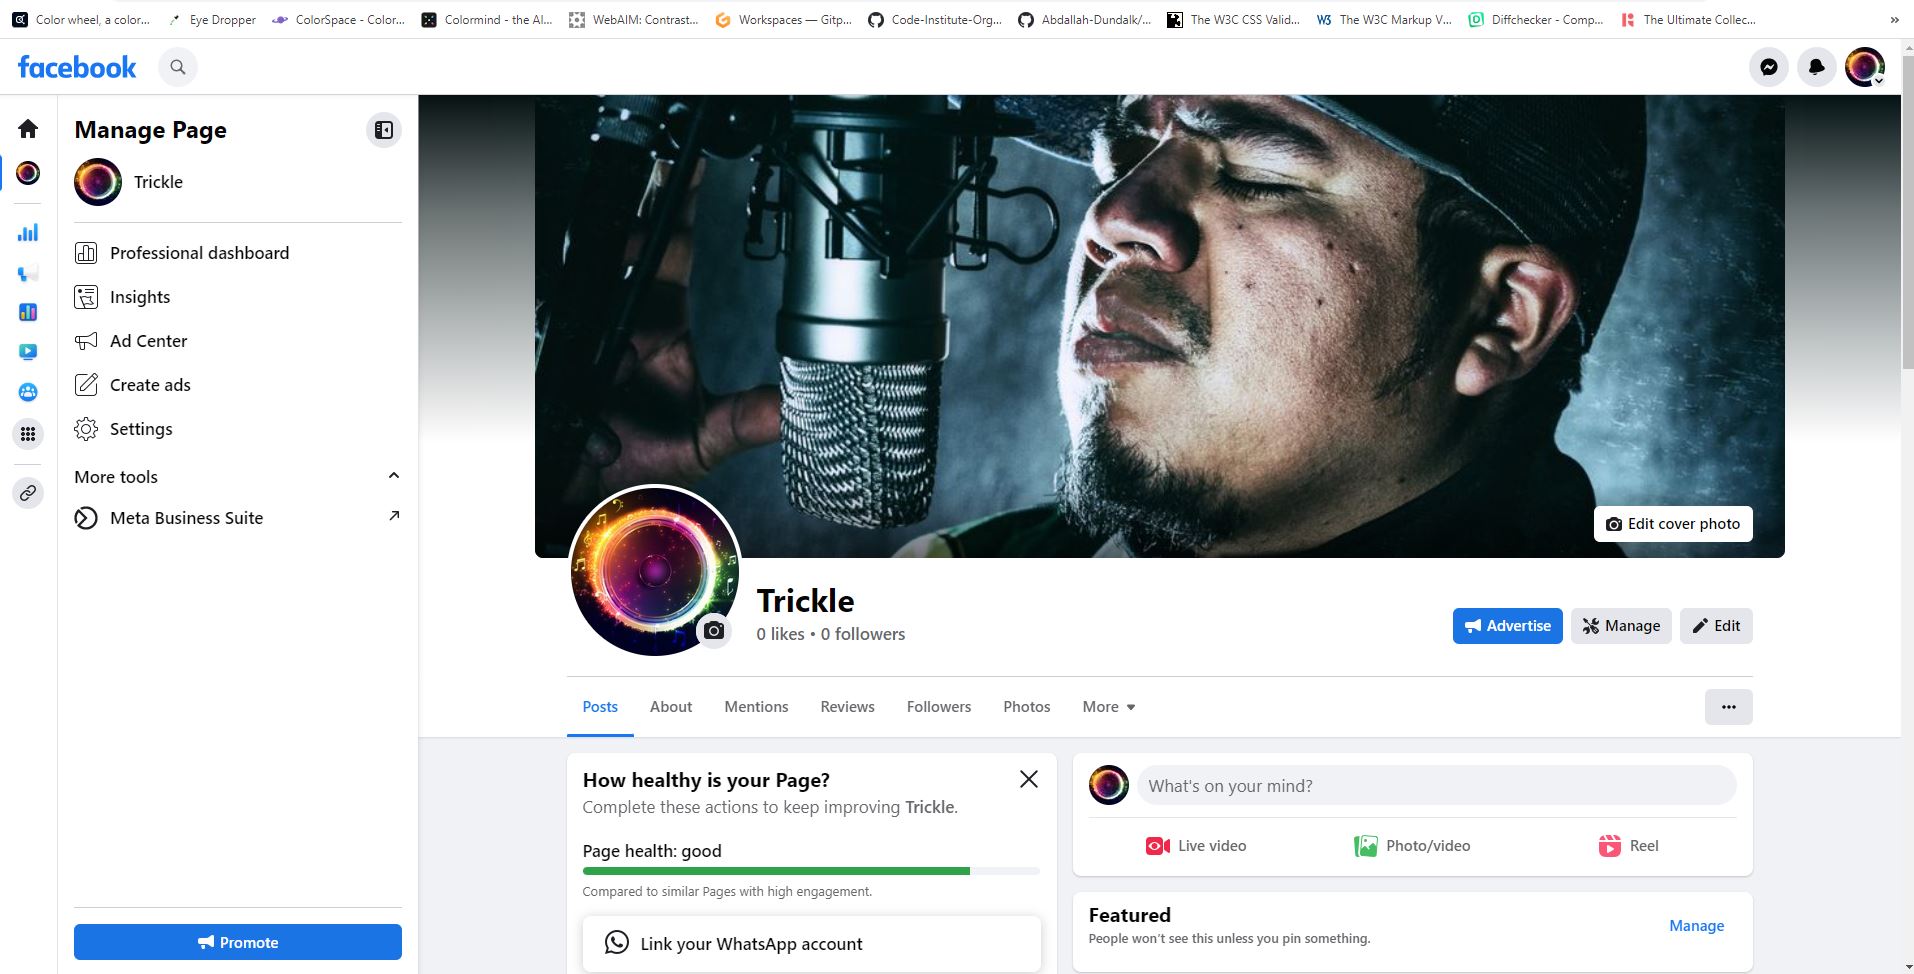 Color wheel, a color...
Eye Dropper
ColorSpace - Color...
Colormind - the AI...
WebAIM: Contrast...
Workspaces — Gitp...
Code-Institute-Org...
Abdallah-Dundalk/...
The W3C CSS Valid...
W3 The W3C Markup V...
Diffchecker - Comp...
The Ultimate Collec...
»
facebook
Manage Page
Trickle
Professional dashboard
Insights
Ad Center
Create ads
Settings
More tools
Meta Business Suite
Promote
Edit cover photo
Trickle
0 likes • 0 followers
Advertise
Manage
Edit
Posts
About
Mentions
Reviews
Followers
Photos
More
...
How healthy is your Page?
Complete these actions to keep improving Trickle.
Page health: good
Compared to similar Pages with high engagement.
Link your WhatsApp account
What's on your mind?
Live video
Photo/video
Reel
Featured
People won't see this unless you pin something.
Manage